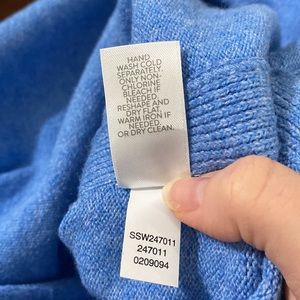 HAND
WASH COLD
SEPARATELY.
ONLY NON-
CHLORINE
BLEACH IF
NEEDED.
RESHAPE AND
DRY FLAT.
WARM IRON IF
NEEDED.
OR DRY CLEAN.
SSW247011
247011
0209094